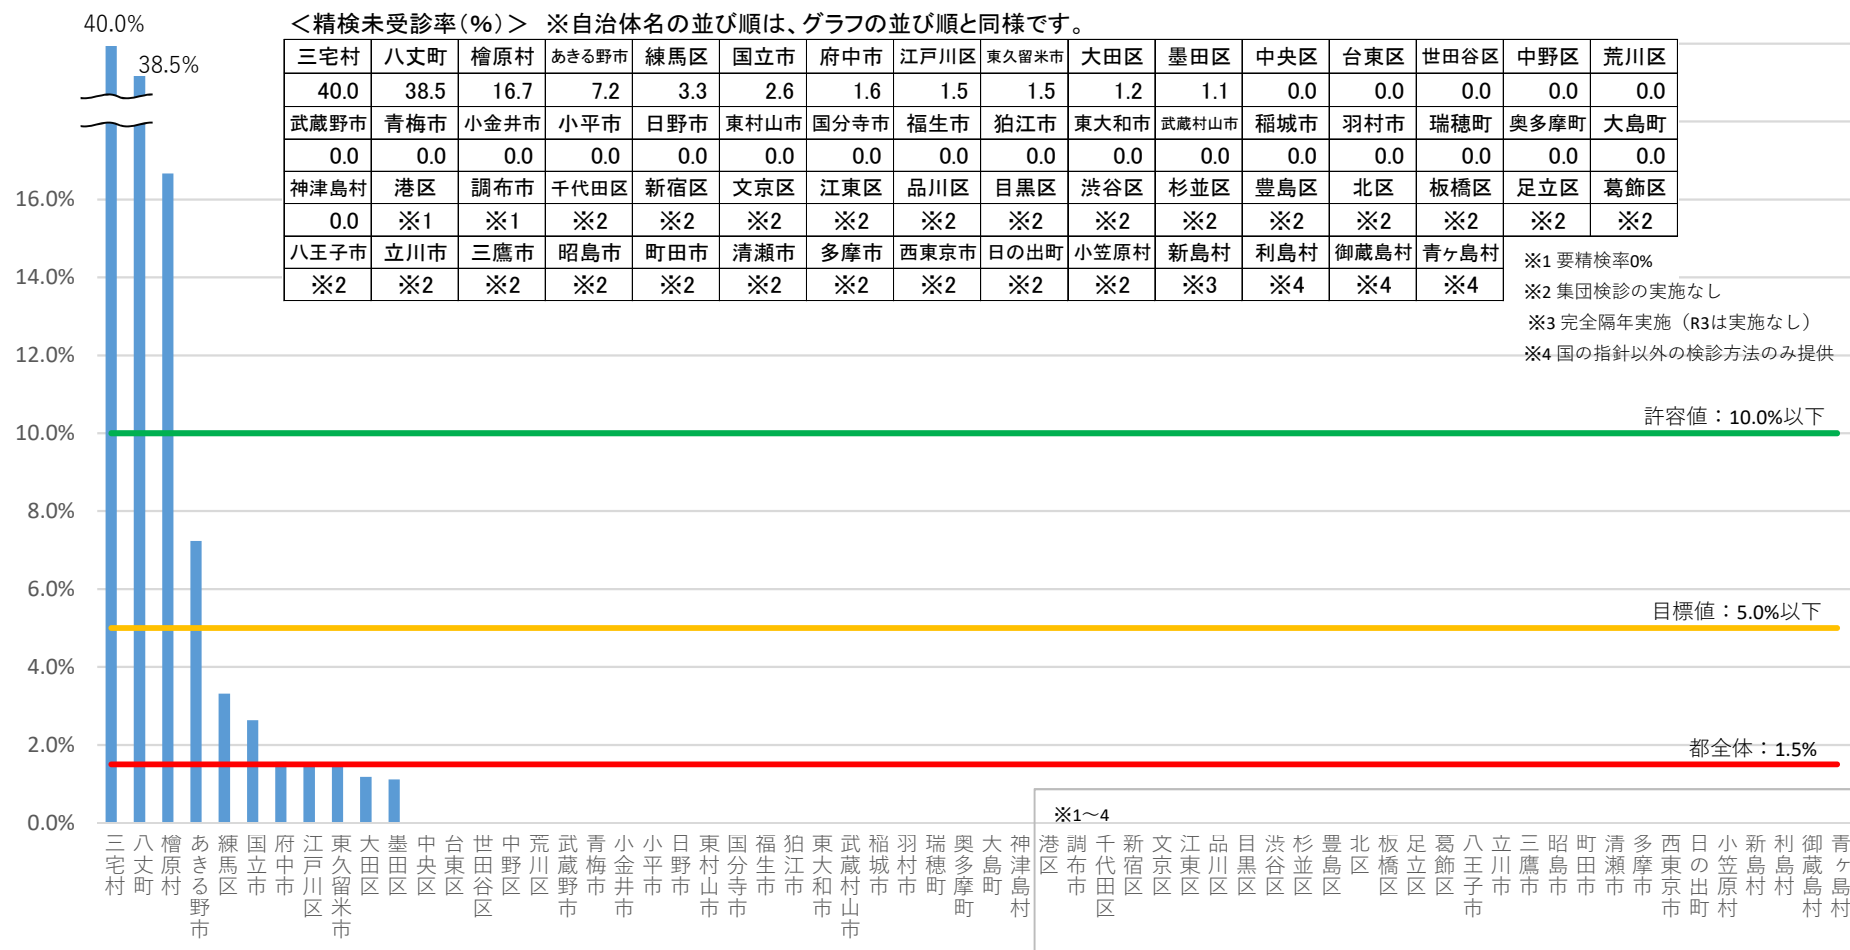 ＜精検未受診率（%）＞ ※自治体名の並び順は、グラフの並び順と同様です。
40.0%
38.5%
三宅村 八丈町 檜原村 あきる野市 練馬区 国立市 府中市 江戸川区 東久留米市 大田区 墨田区 中央区 台東区 世田谷区 中野区 荒川区
40.0 38.5 16.7 7.2 3.3 2.6 1.6 1.5 1.5 1.2 1.1 0.0 0.0 0.0 0.0 0.0
武蔵野市 青梅市 小金井市 小平市 日野市 東村山市 国分寺市 福生市 狛江市 東大和市 武蔵村山市 稲城市 羽村市 瑞穂町 奥多摩町 大島町
0.0 0.0 0.0 0.0 0.0 0.0 0.0 0.0 0.0 0.0 0.0 0.0 0.0 0.0 0.0 0.0
神津島村 港区 調布市 千代田区 新宿区 文京区 江東区 品川区 目黒区 渋谷区 杉並区 豊島区 北区 板橋区 足立区 葛飾区
0.0 ※1 ※1 ※2 ※2 ※2 ※2 ※2 ※2 ※2 ※2 ※2 ※2 ※2 ※2 ※2
八王子市 立川市 三鷹市 昭島市 町田市 清瀬市 多摩市 西東京市 日の出町 小笠原村 新島村 利島村 御蔵島村 青ヶ島村
※2 ※2 ※2 ※2 ※2 ※2 ※2 ※2 ※2 ※2 ※3 ※4 ※4 ※4
※1 要精検率0%
※2 集団検診の実施なし
※3 完全隔年実施（R3は実施なし）
※4 国の指針以外の検診方法のみ提供
16.0%
14.0%
12.0%
10.0%
8.0%
6.0%
4.0%
2.0%
0.0%
許容値：10.0%以下
目標値：5.0%以下
都全体：1.5%
※1～4
三宅村
八丈町
檜原村
あきる野市
練馬区
国立市
府中市
江戸川区
東久留米市
大田区
墨田区
中央区
台東区
世田谷区
中野区
荒川区
武蔵野市
青梅市
小金井市
小平市
日野市
東村山市
国分寺市
福生市
狛江市
東大和市
武蔵村山市
稲城市
羽村市
瑞穂町
奥多摩町
大島町
神津島村
港区
調布市
千代田区
新宿区
文京区
江東区
品川区
目黒区
渋谷区
杉並区
豊島区
北区
板橋区
足立区
葛飾区
八王子市
立川市
三鷹市
昭島市
町田市
清瀬市
多摩市
西東京市
日の出町
小笠原村
新島村
利島村
御蔵島村
青ヶ島村